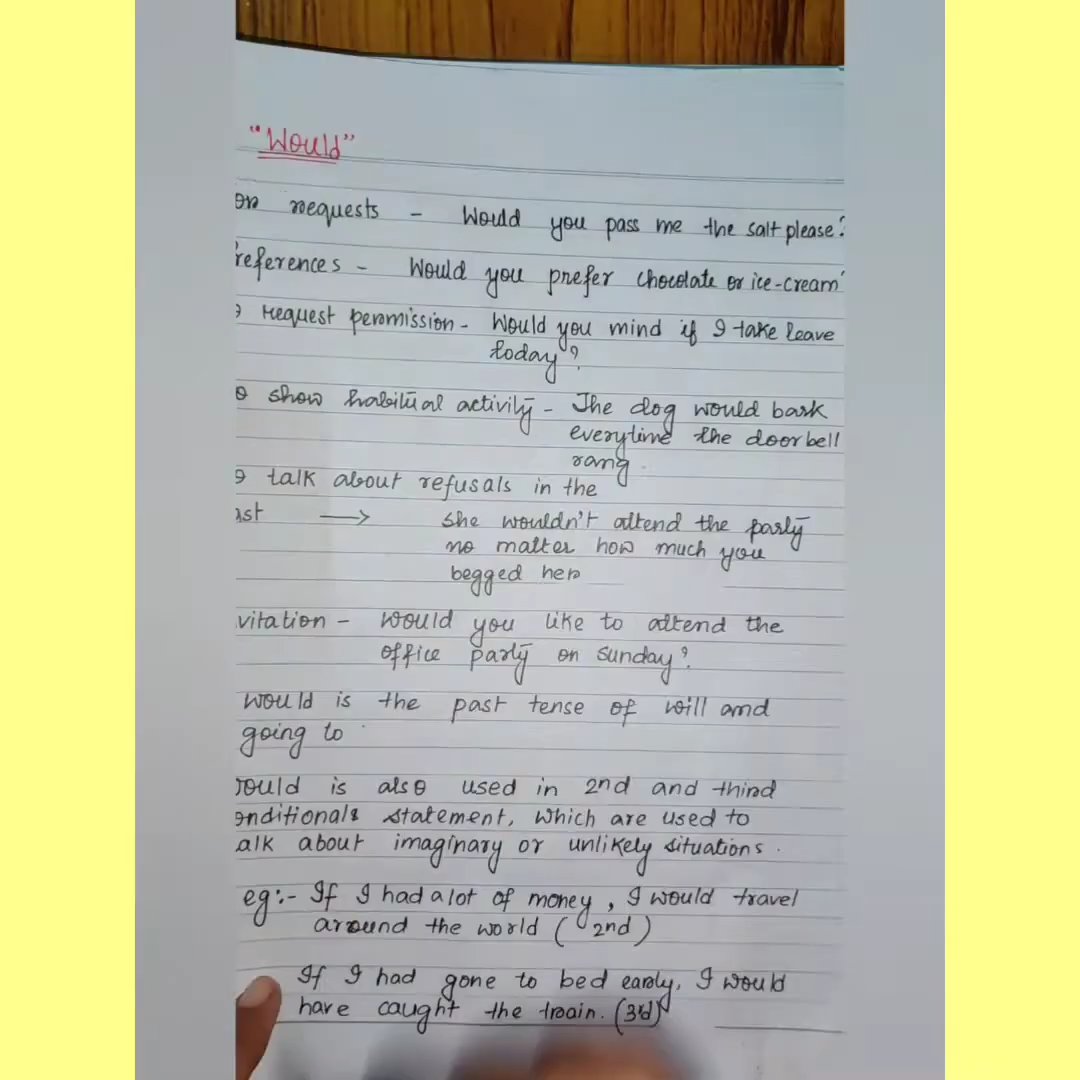 "Would"
or requests - Would you pass me the salt please?
references - Would you prefer chocolate or ice-cream
o request permission - Would you mind if I take leave
today?
o show habitual activity - The dog would bark
everytime the doorbell
rang.
o talk about refusals in the
ast → She wouldn't attend the party
no matter how much you
begged her
vitation - Would you like to attend the
office party on Sunday?
Would is the past tense of will and
going to
ould is also used in 2nd and third
onditionals statement, which are used to
alk about imaginary or unlikely situations.
eg:- If I had a lot of money, I would travel
around the world (2nd)
If I had gone to bed early, I would
have caught the train. (3rd)